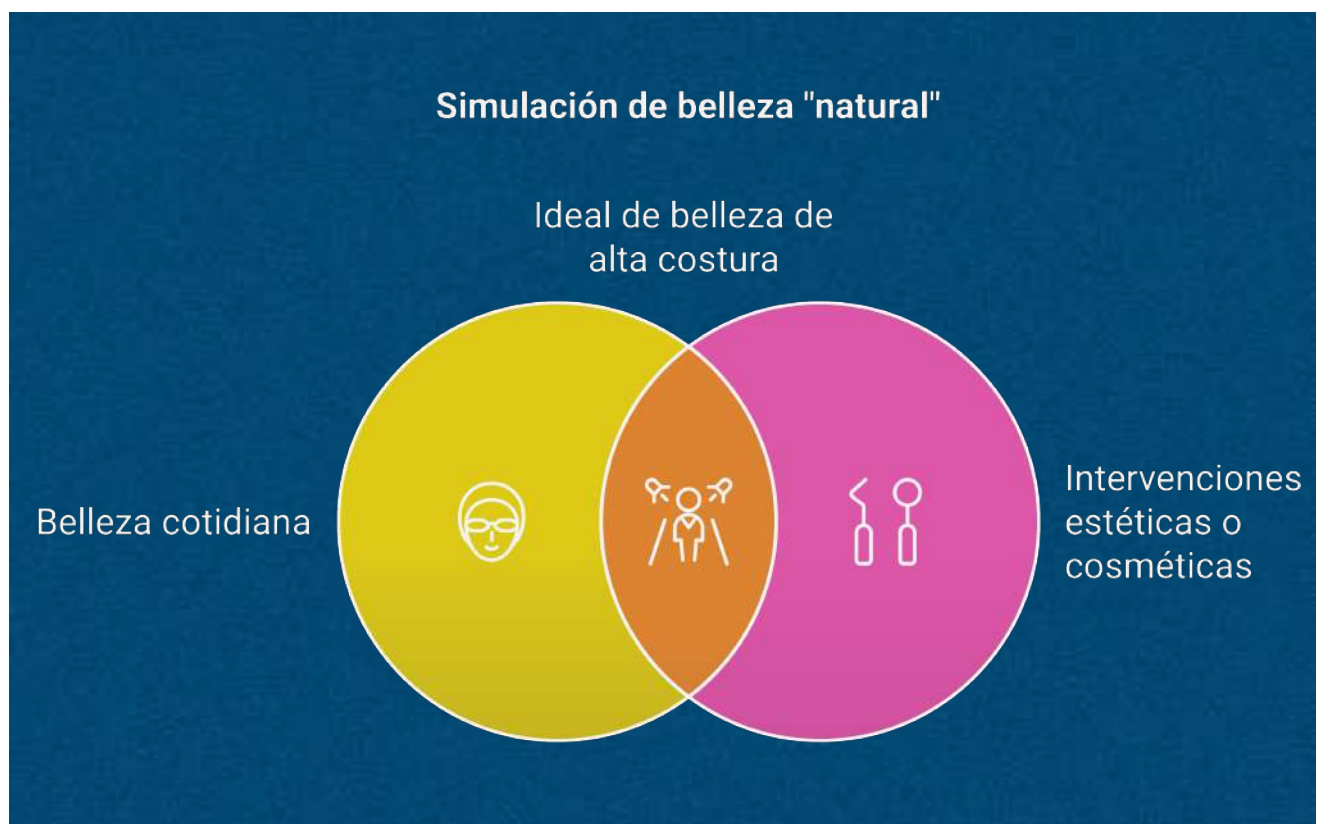 Simulación de belleza "natural"
Ideal de belleza de
alta costura
Belleza cotidiana
Intervenciones
estéticas o
cosméticas